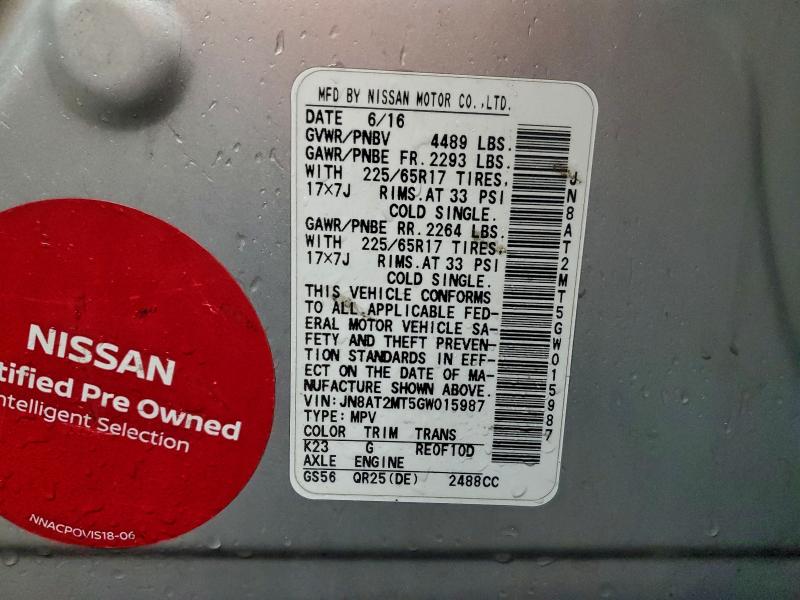 MFD BY NISSAN MOTOR CO.,LTD.
DATE 6/16
GVWR/PNBV 4489 LBS.
GAWR/PNBE FR. 2293 LBS.
WITH 225/65R17 TIRES,
17×7J RIMS.AT 33 PSI
COLD SINGLE.
GAWR/PNBE RR. 2264 LBS.
WITH 225/65R17 TIRES,
17×7J RIMS.AT 33 PSI
COLD SINGLE.
THIS VEHICLE CONFORMS
TO ALL APPLICABLE FED-
ERAL MOTOR VEHICLE SA-
FETY AND THEFT PREVEN-
TION STANDARDS IN EFF-
ECT ON THE DATE OF MA-
NUFACTURE SHOWN ABOVE.
VIN:JN8AT2MT5GW015987
TYPE:MPV
COLOR TRIM TRANS
K23 G RE0F10D
AXLE ENGINE
GS56 QR25(DE) 2488CC
JN8AT2MT5GW015987
NISSAN
tified Pre Owned
ntelligent Selection
NNACPOVIS18-06